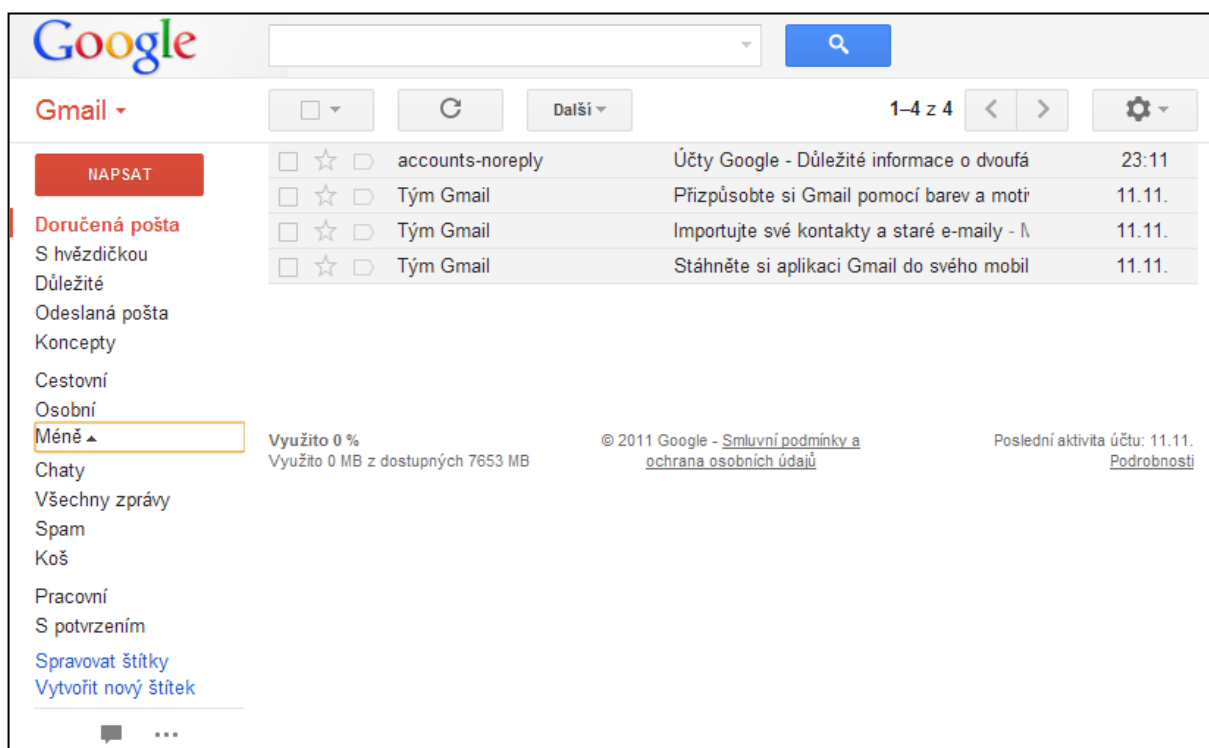 Google
Gmail
Další
1–4 z 4
NAPSAT
accounts-noreply Účty Google - Důležité informace o dvoufá 23:11
Tým Gmail Přizpůsobte si Gmail pomocí barev a moti 11.11.
Tým Gmail Importujte své kontakty a staré e-maily - 11.11.
Tým Gmail Stáhněte si aplikaci Gmail do svého mobil 11.11.
Doručená pošta
S hvězdičkou
Důležité
Odeslaná pošta
Koncepty
Cestovní
Osobní
Méně
Chaty
Všechny zprávy
Spam
Koš
Pracovní
S potvrzením
Spravovat štítky
Vytvořit nový štítek
Využito 0 %
Využito 0 MB z dostupných 7653 MB
© 2011 Google - Smluvní podmínky a
ochrana osobních údajů
Poslední aktivita účtu: 11.11.
Podrobnosti